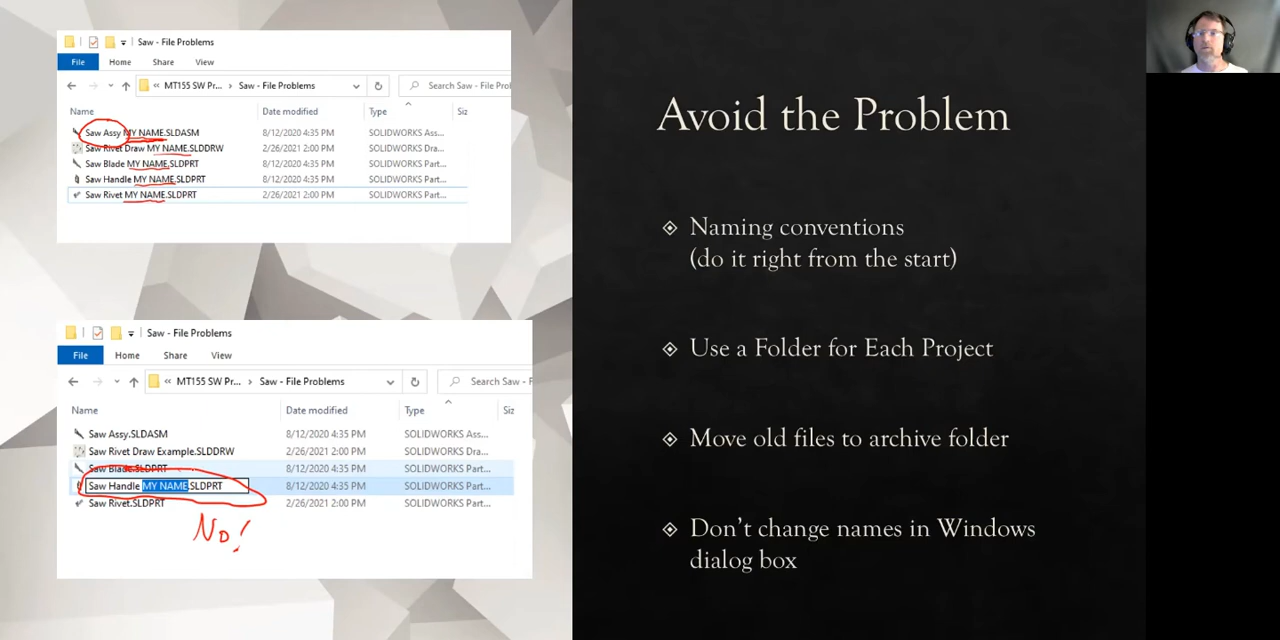 Saw - File Problems
File Home Share View
« MT155 SW Pr... › Saw - File Problems Search Saw - File Prol
Name Date modified Type Siz
Saw Assy MY NAME.SLDASM 8/12/2020 4:35 PM SOLIDWORKS Ass...
Saw Rivet Draw MY NAME.SLDDRW 2/26/2021 2:00 PM SOLIDWORKS Dra...
Saw Blade MY NAME.SLDPRT 8/12/2020 4:35 PM SOLIDWORKS Part...
Saw Handle MY NAME.SLDPRT 8/12/2020 4:35 PM SOLIDWORKS Part...
Saw Rivet MY NAME.SLDPRT 2/26/2021 2:00 PM SOLIDWORKS Part...
Saw - File Problems
File Home Share View
« MT155 SW Pr... › Saw - File Problems Search Saw - F
Name Date modified Type Siz
Saw Assy.SLDASM 8/12/2020 4:35 PM SOLIDWORKS Ass...
Saw Rivet Draw Example.SLDDRW 2/26/2021 2:00 PM SOLIDWORKS Dra...
Saw Blade.SLDPRT 8/12/2020 4:35 PM SOLIDWORKS Part...
Saw Handle MY NAME.SLDPRT 8/12/2020 4:35 PM SOLIDWORKS Part...
Saw Rivet.SLDPRT 2/26/2021 2:00 PM SOLIDWORKS Part...
No!
Avoid the Problem
Naming conventions
(do it right from the start)
Use a Folder for Each Project
Move old files to archive folder
Don't change names in Windows
dialog box